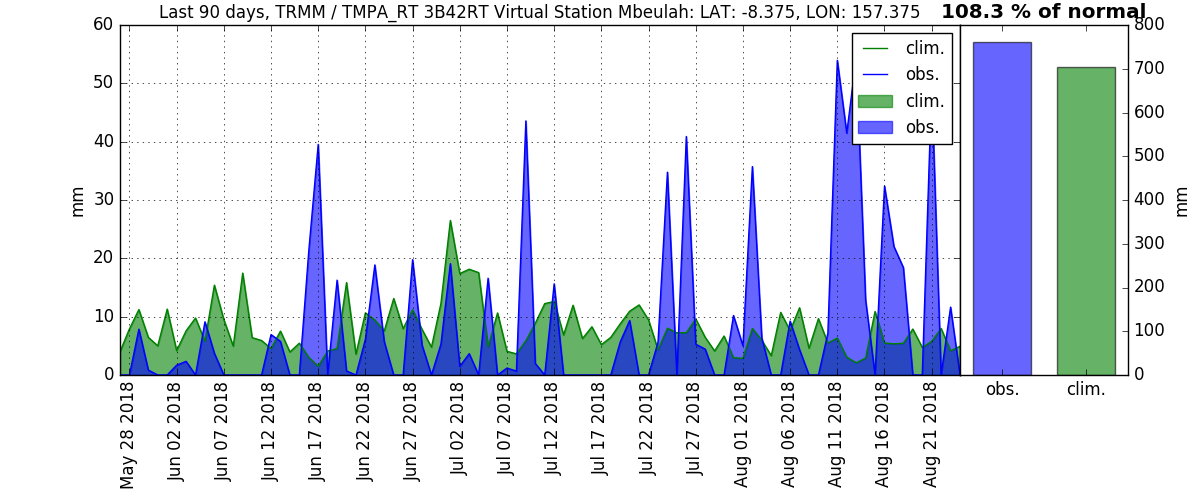 Last 90 days, TRMM / TMPA_RT 3B42RT Virtual Station Mbeulah: LAT: -8.375, LON: 157.375
108.3 % of normal
60
50
40
30
20
10
0
mm
clim.
obs.
clim.
obs.
800
700
600
500
400
300
200
100
0
mm
obs.
clim.
May 28 2018
Jun 02 2018
Jun 07 2018
Jun 12 2018
Jun 17 2018
Jun 22 2018
Jun 27 2018
Jul 02 2018
Jul 07 2018
Jul 12 2018
Jul 17 2018
Jul 22 2018
Jul 27 2018
Aug 01 2018
Aug 06 2018
Aug 11 2018
Aug 16 2018
Aug 21 2018